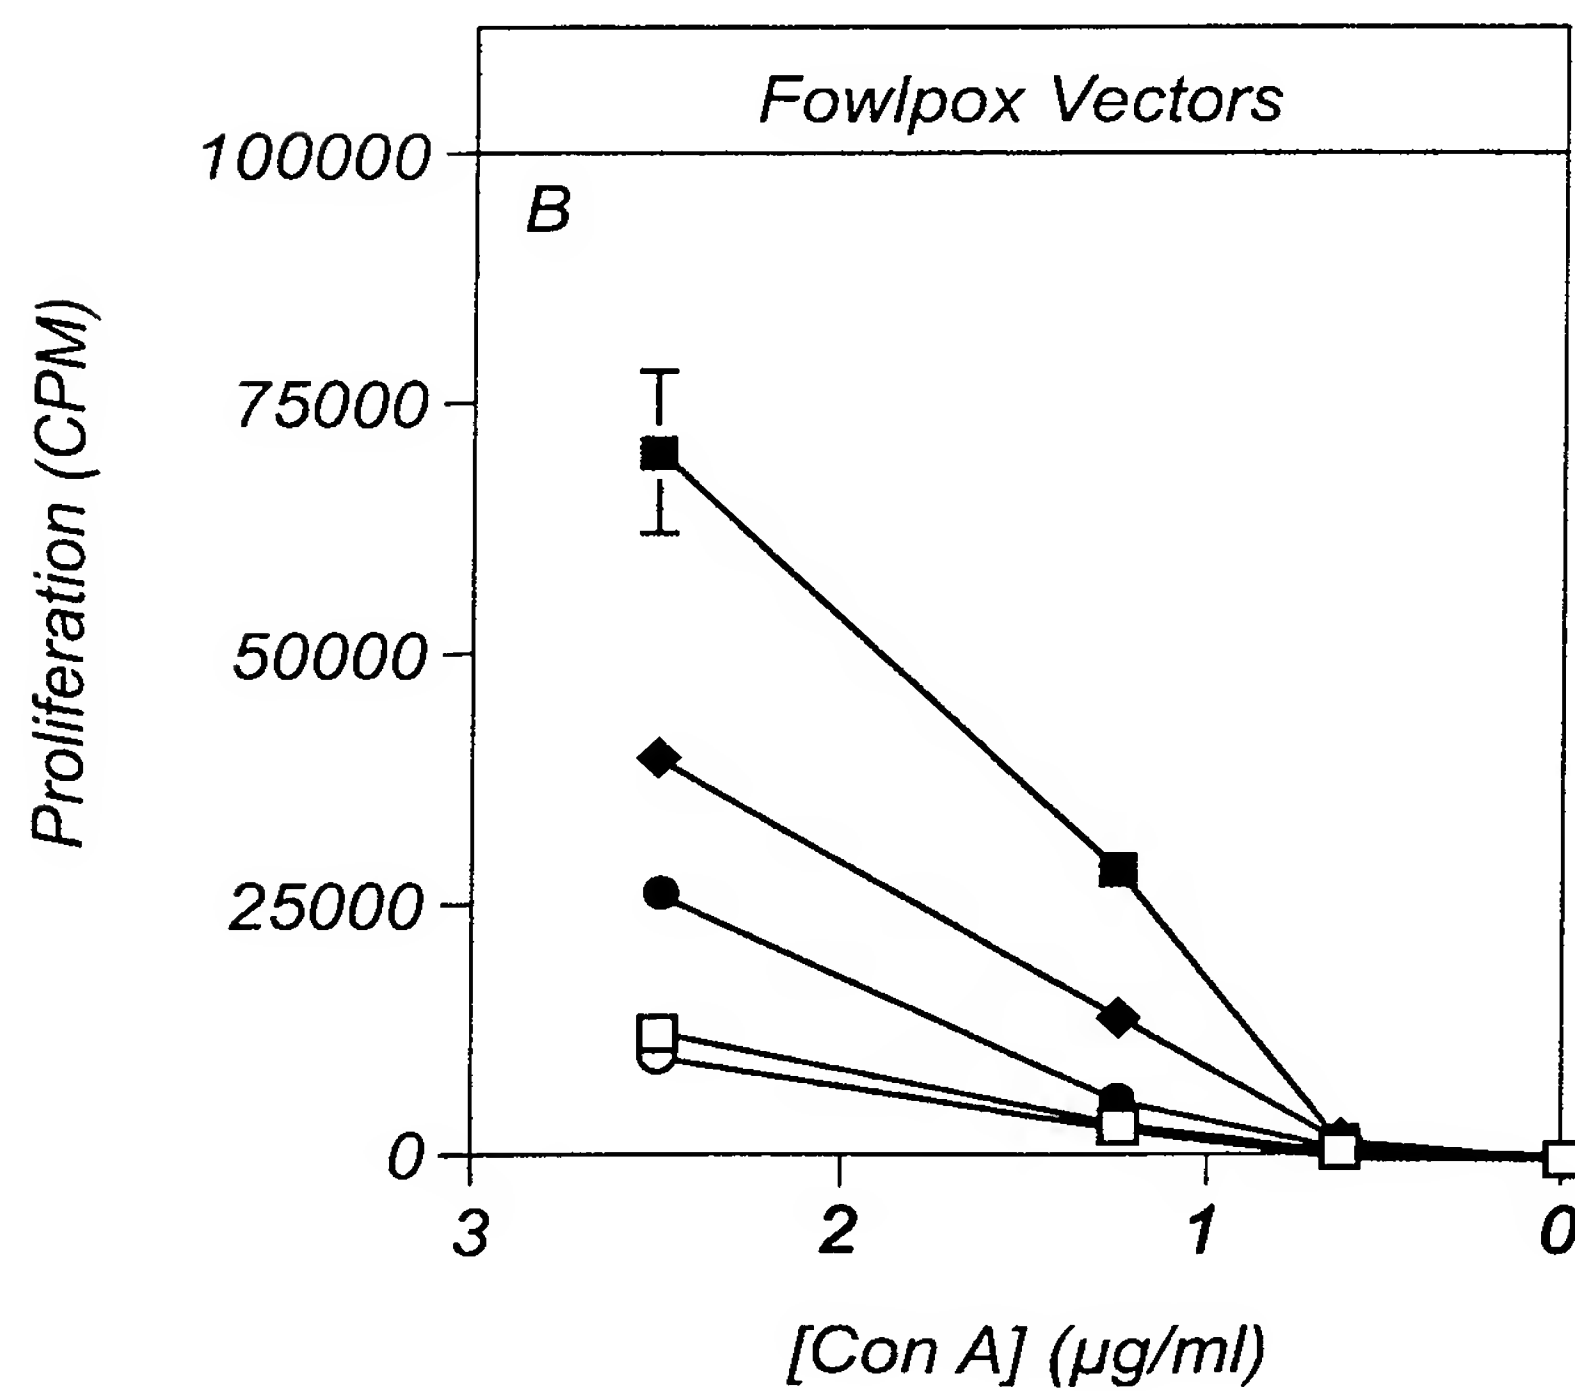 Fowlpox Vectors
B
Proliferation (CPM)
100000
75000
50000
25000
0
3 2 1 0
[Con A] (µg/ml)